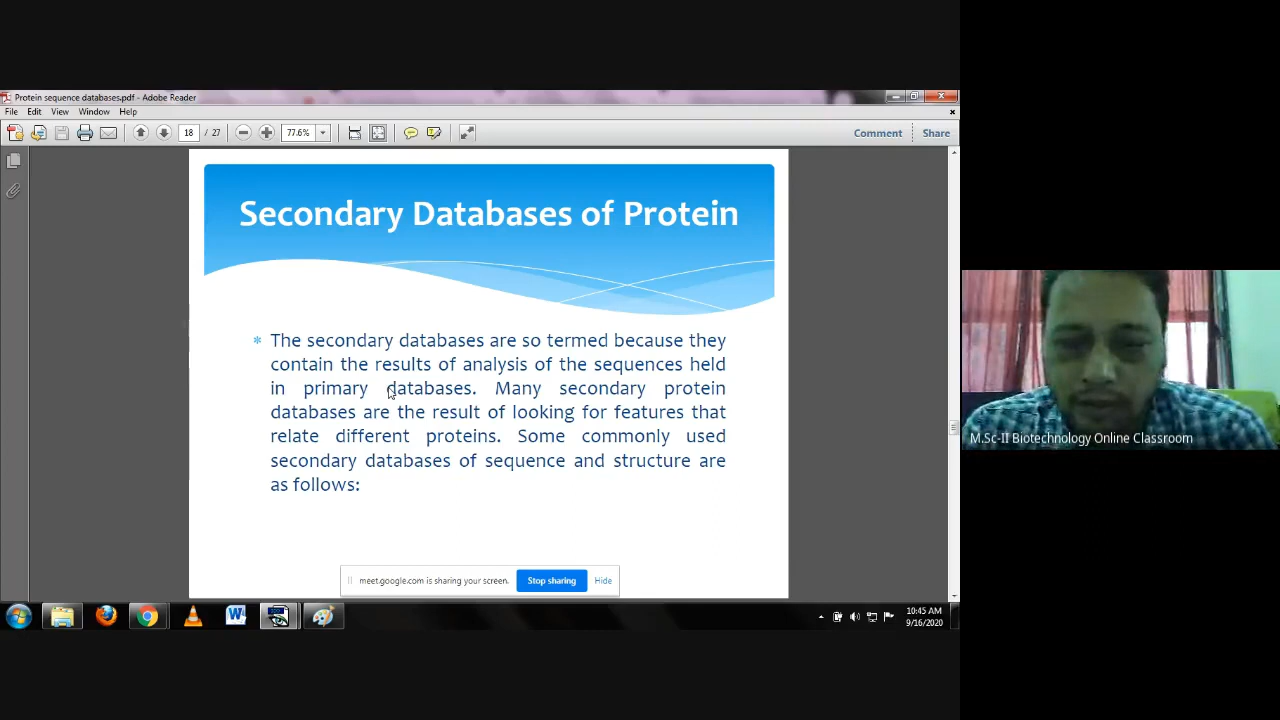 Protein sequence databases.pdf - Adobe Reader
File Edit View Window Help
18 / 27 77.6% Comment Share
Secondary Databases of Protein
* The secondary databases are so termed because they
contain the results of analysis of the sequences held
in primary databases. Many secondary protein
databases are the result of looking for features that
relate different proteins. Some commonly used
secondary databases of sequence and structure are
as follows:
M.Sc-II Biotechnology Online Classroom
meet.google.com is sharing your screen. Stop sharing Hide
10:45 AM
9/16/2020